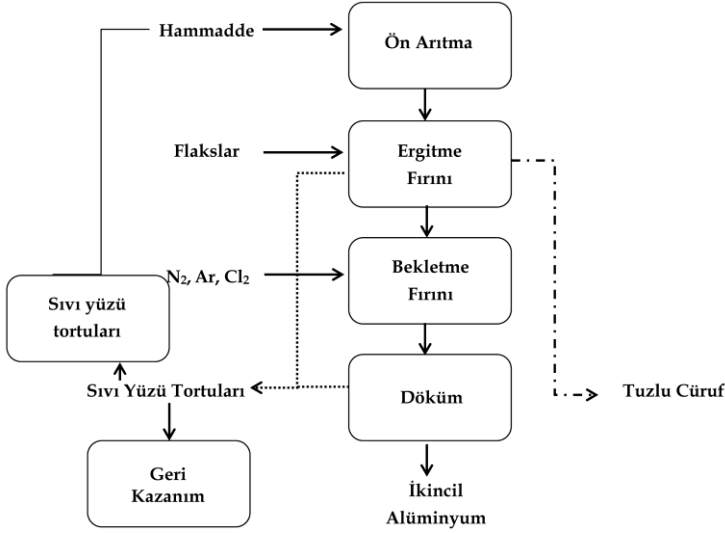 Hammadde
Ön Arıtma
Flakslar
Ergitme
Fırını
N₂, Ar, Cl₂
Bekletme
Fırını
Sıvı yüzü
tortuları
Sıvı Yüzü Tortuları
Döküm
Tuzlu Cüruf
Geri
Kazanım
İkincil
Alüminyum